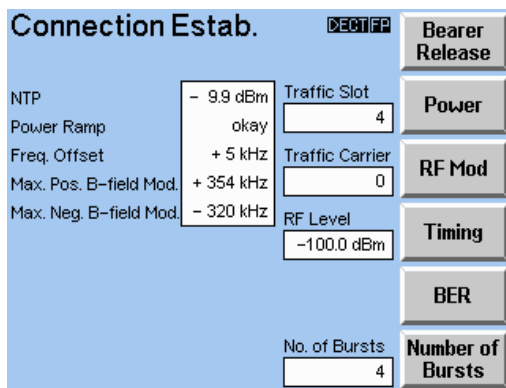 Connection Estab.
DECT FP
NTP
- 9.9 dBm
Power Ramp
okay
Freq. Offset
+ 5 kHz
Max. Pos. B-field Mod.
+ 354 kHz
Max. Neg. B-field Mod.
- 320 kHz
Traffic Slot
4
Traffic Carrier
0
RF Level
-100.0 dBm
No. of Bursts
4
Bearer
Release
Power
RF Mod
Timing
BER
Number of
Bursts